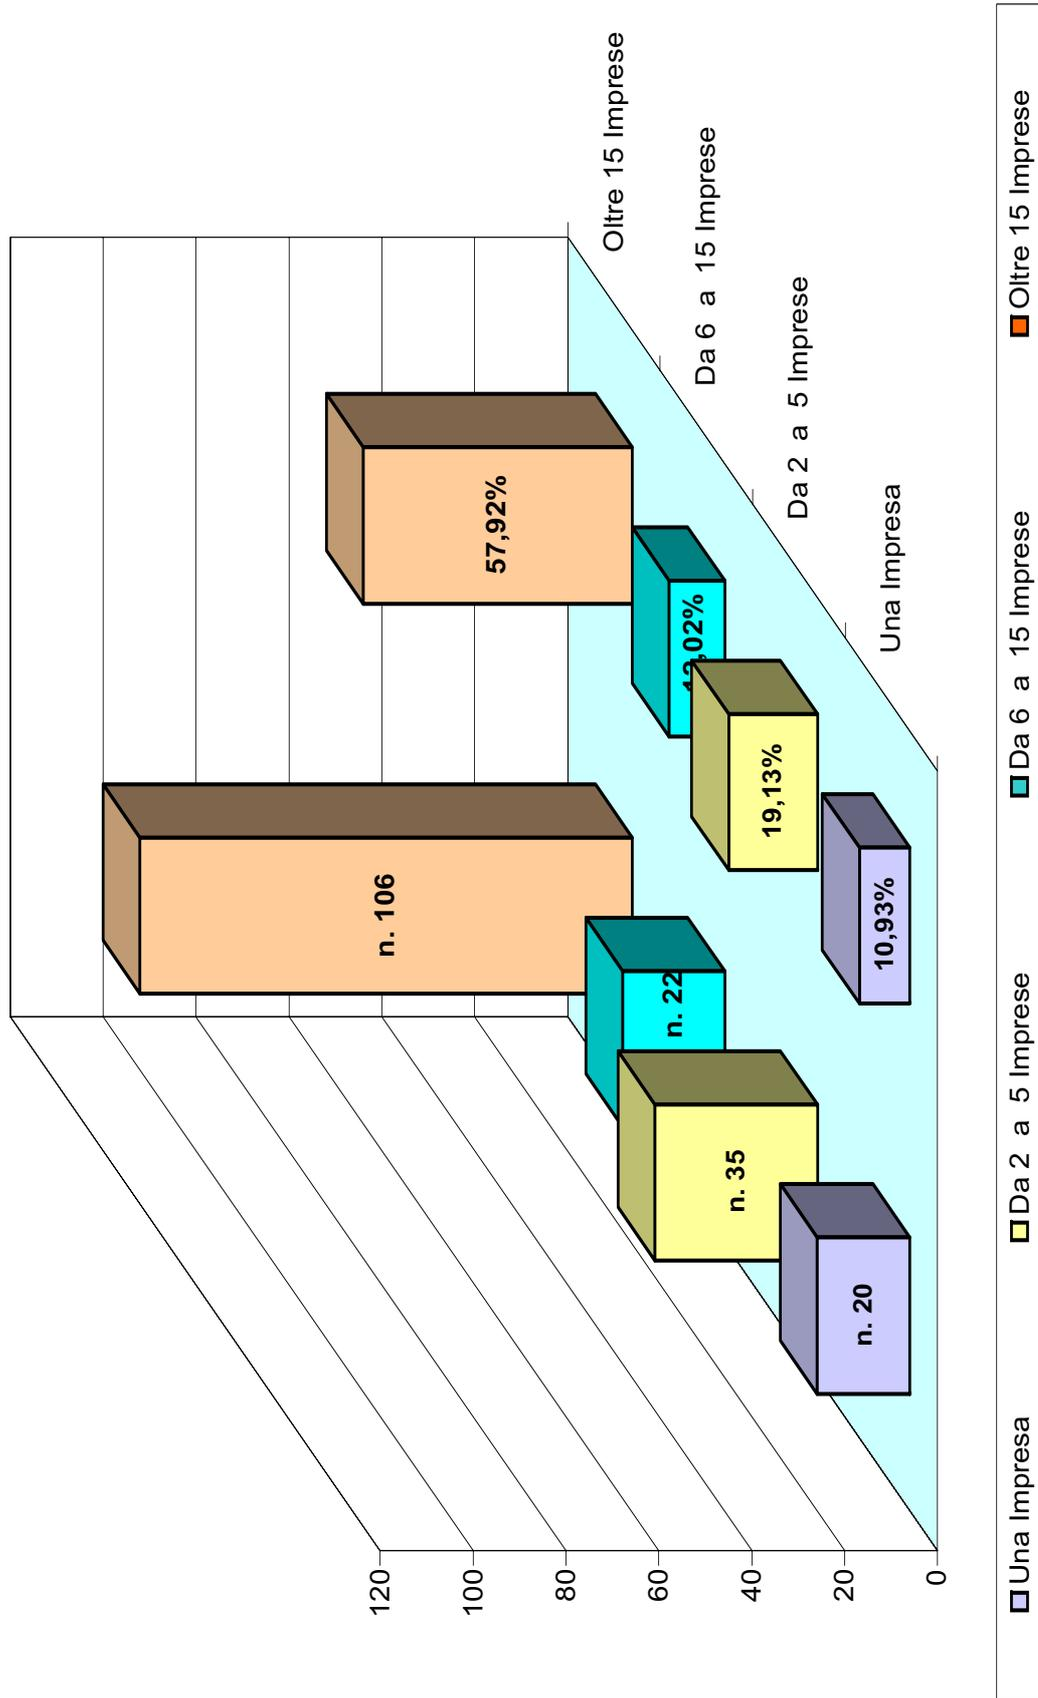 120
100
80
60
40
20
0
n. 106
n. 22
n. 35
n. 20
57,92%
12,02%
19,13%
10,93%
Oltre 15 Imprese
Da 6 a 15 Imprese
Da 2 a 5 Imprese
Una Impresa
Una Impresa
Da 2 a 5 Imprese
Da 6 a 15 Imprese
Oltre 15 Imprese